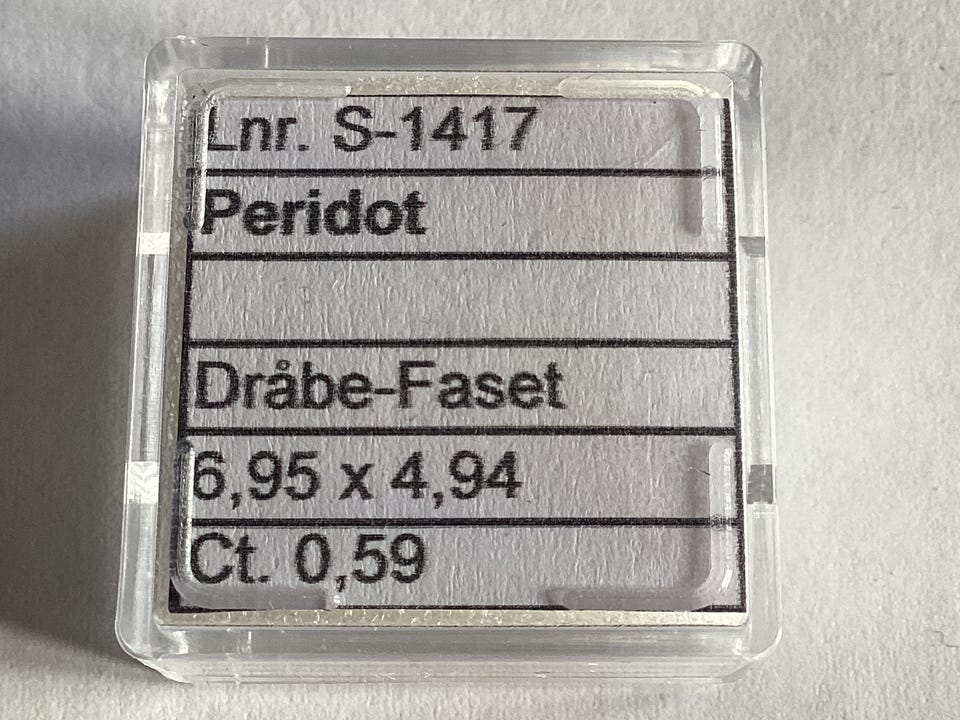 Lnr. S-1417
Peridot
Dråbe-Faset
6,95 x 4,94
Ct. 0,59